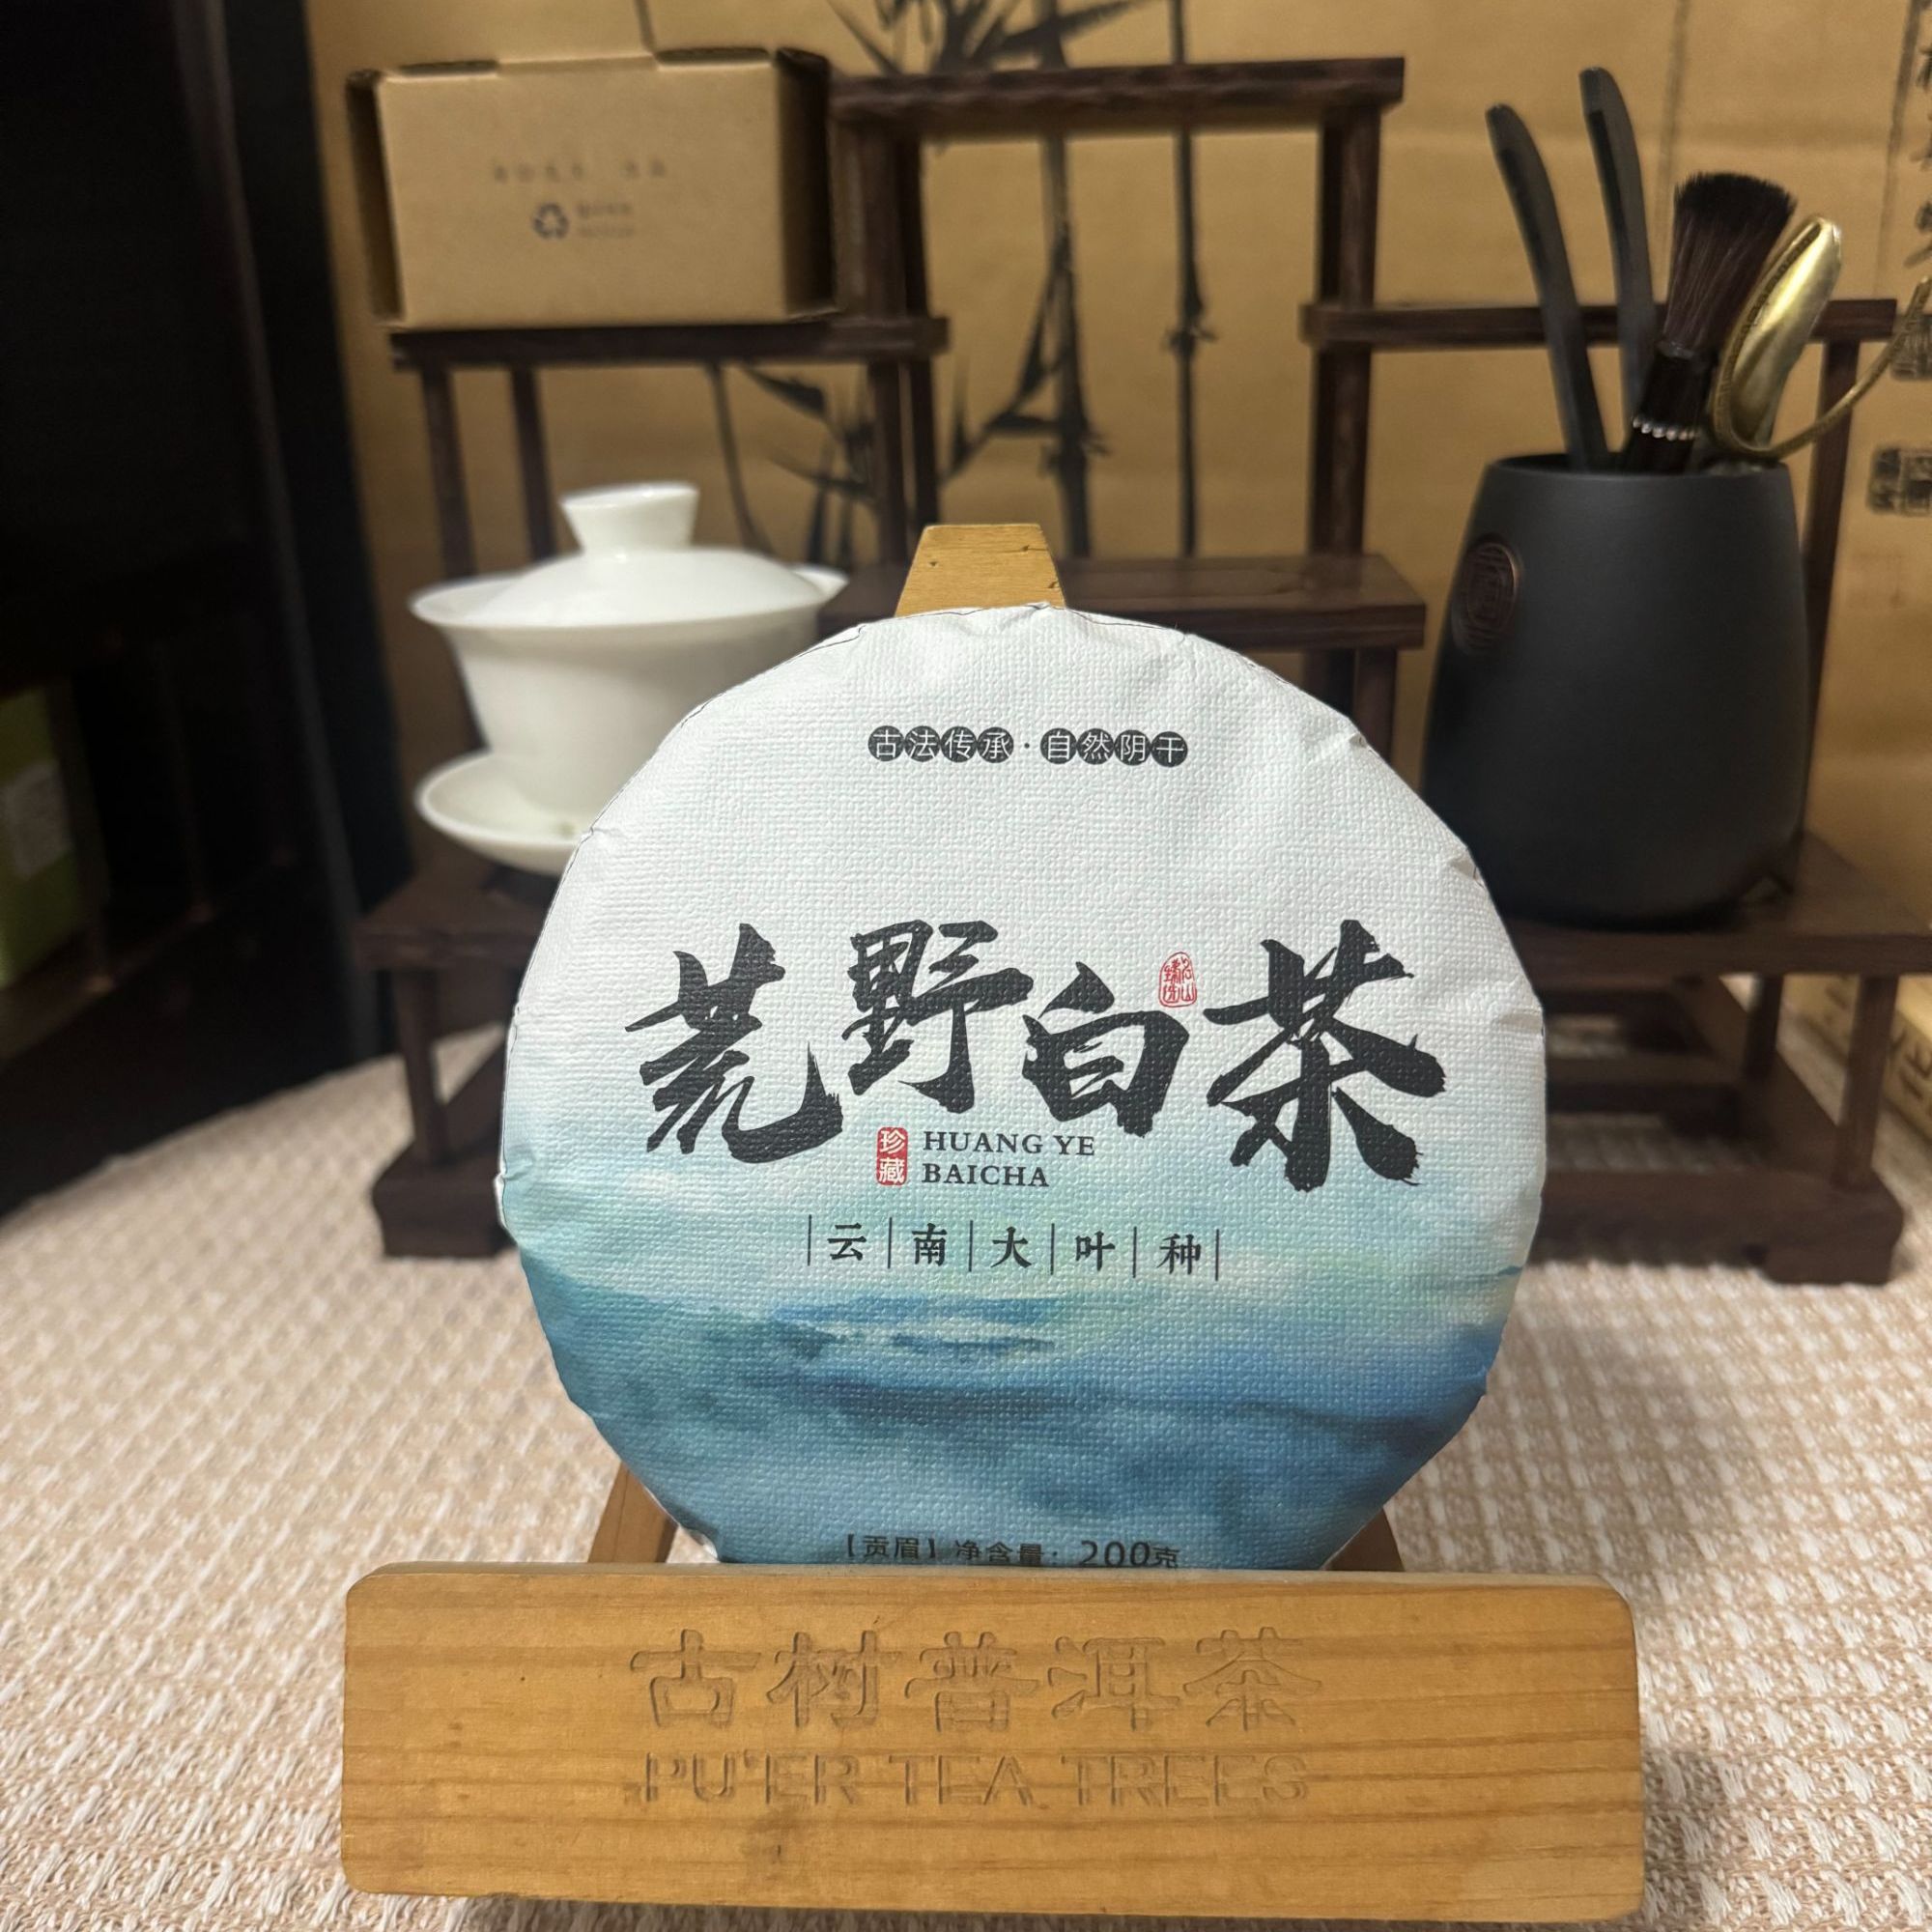 古法传承·自然阴干
荒野白茶
珍藏
HUANG YE
BAICHA
云南大叶种
【贡眉】净含量：200克
古树普洱茶
PU'ER TEA TREES